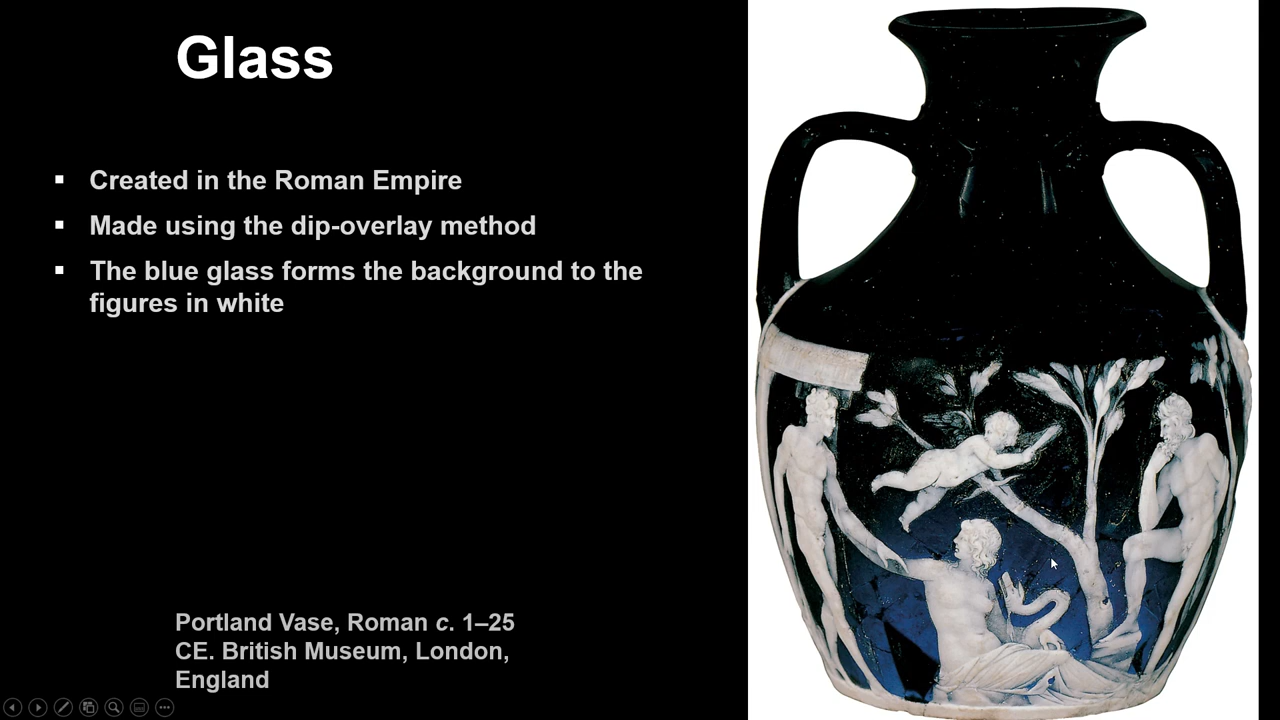 Glass
Created in the Roman Empire
Made using the dip-overlay method
The blue glass forms the background to the
figures in white
Portland Vase, Roman c. 1–25
CE. British Museum, London,
England